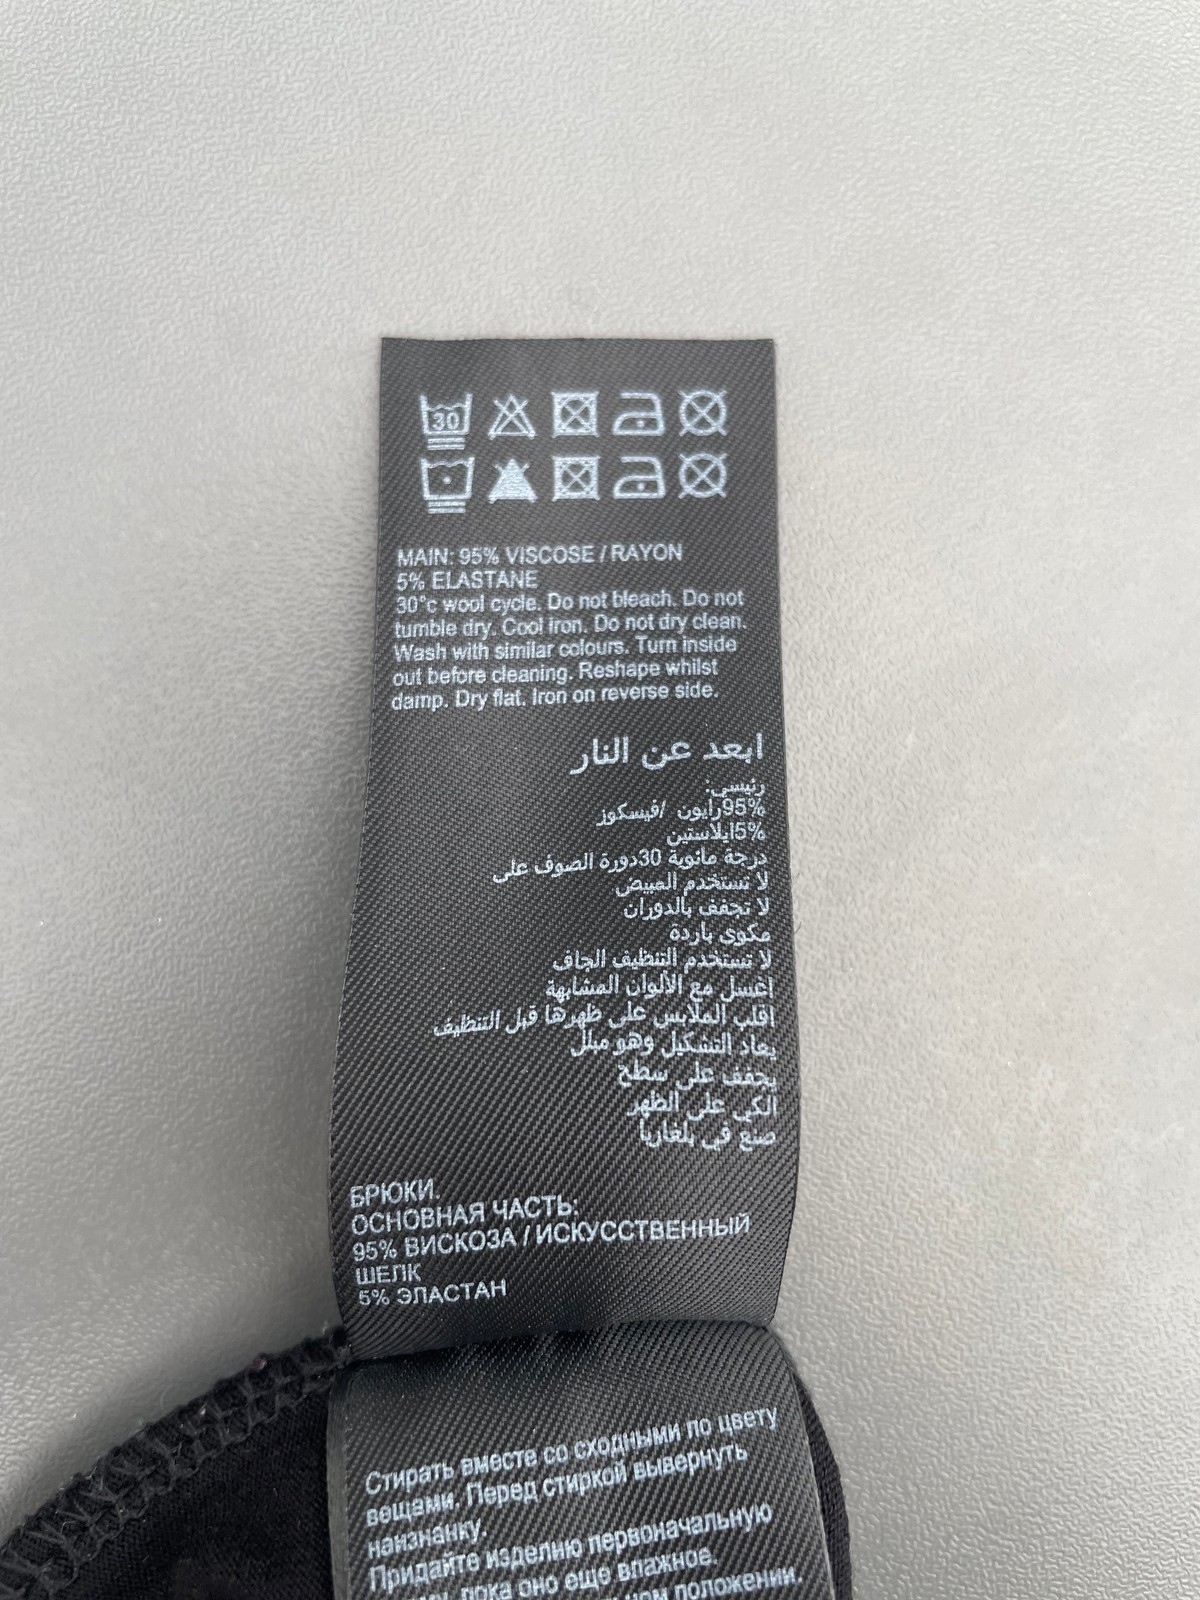 30
MAIN: 95% VISCOSE / RAYON
5% ELASTANE
30°c wool cycle. Do not bleach. Do not
tumble dry. Cool iron. Do not dry clean.
Wash with similar colours. Turn inside
out before cleaning. Reshape whilst
damp. Dry flat. Iron on reverse side.
ابعد عن النار
رئيسي:
95%رايون /فيسكوز
5%ايلاستين
درجة مائوية 30دورة الصوف على
لا تستخدم المبيض
لا تجفف بالدوران
مكوى باردة
لا تستخدم التنظيف الجاف
إغسل مع الألوان المشابهة
اقلب الملابس على ظهرها قبل التنظيف
يعاد التشكيل وهو مبلل
يجفف على سطح
الكي على الظهر
صنع في بلغاريا
БРЮКИ.
ОСНОВНАЯ ЧАСТЬ:
95% ВИСКОЗА / ИСКУССТВЕННЫЙ
ШЕЛК
5% ЭЛАСТАН
Стирать вместе со сходными по цвету
вещами. Перед стиркой вывернуть
наизнанку.
Придайте изделию первоначальную
пока оно еще влажное.
положении.